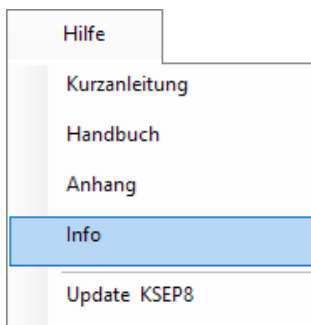 Hilfe
Kurzanleitung
Handbuch
Anhang
Info
Update KSEP8